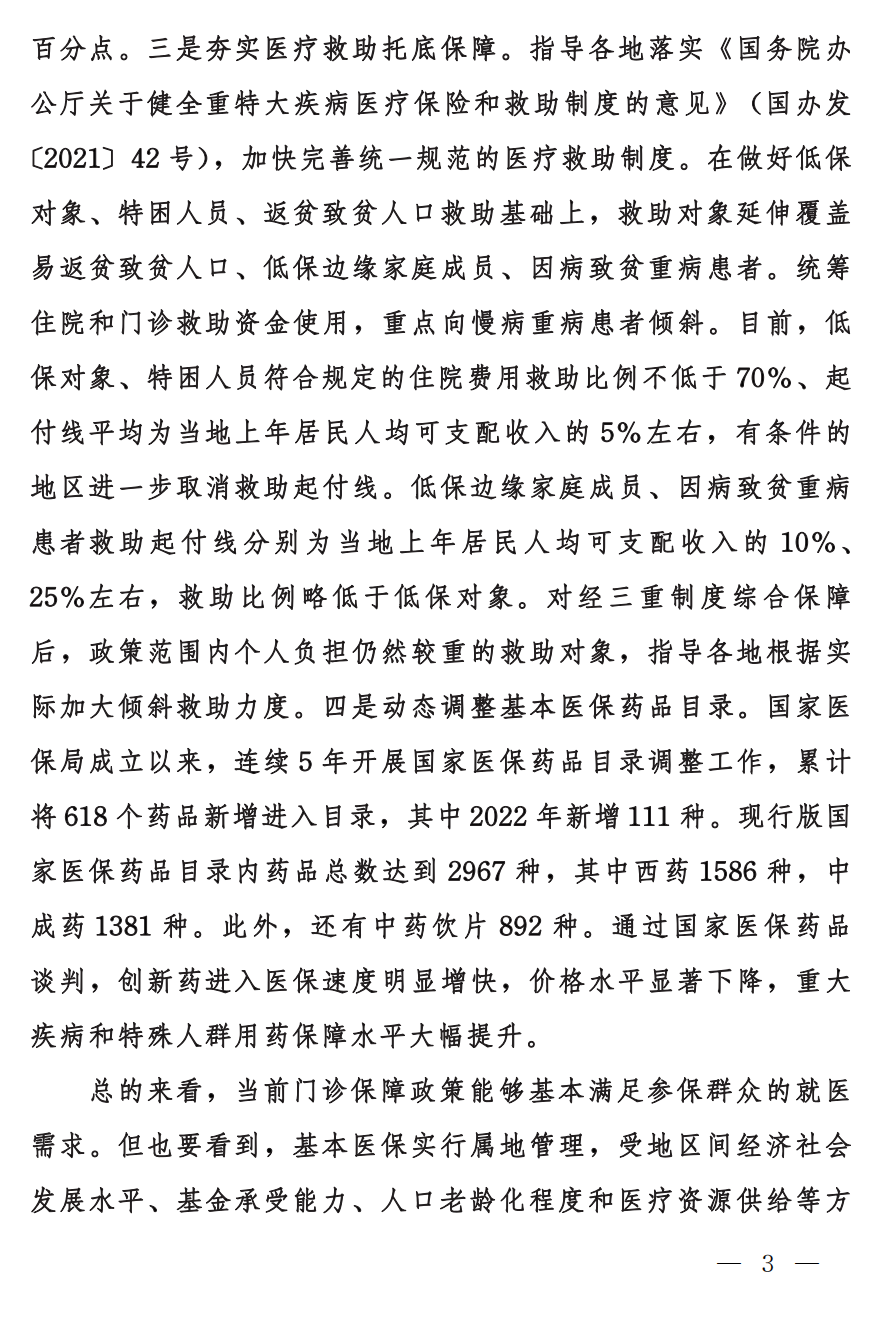 百分点。三是夯实医疗救助托底保障。指导各地落实《国务院办
公厅关于健全重特大疾病医疗保险和救助制度的意见》（国办发
〔2021〕42 号），加快完善统一规范的医疗救助制度。在做好低保
对象、特困人员、返贫致贫人口救助基础上，救助对象延伸覆盖
易返贫致贫人口、低保边缘家庭成员、因病致贫重病患者。统筹
住院和门诊救助资金使用，重点向慢病重病患者倾斜。目前，低
保对象、特困人员符合规定的住院费用救助比例不低于 70%、起
付线平均为当地上年居民人均可支配收入的 5%左右，有条件的
地区进一步取消救助起付线。低保边缘家庭成员、因病致贫重病
患者救助起付线分别为当地上年居民人均可支配收入的 10%、
25%左右，救助比例略低于低保对象。对经三重制度综合保障
后，政策范围内个人负担仍然较重的救助对象，指导各地根据实
际加大倾斜救助力度。四是动态调整基本医保药品目录。国家医
保局成立以来，连续 5 年开展国家医保药品目录调整工作，累计
将 618 个药品新增进入目录，其中 2022 年新增 111 种。现行版国
家医保药品目录内药品总数达到 2967 种，其中西药 1586 种，中
成药 1381 种。此外，还有中药饮片 892 种。通过国家医保药品
谈判，创新药进入医保速度明显增快，价格水平显著下降，重大
疾病和特殊人群用药保障水平大幅提升。
总的来看，当前门诊保障政策能够基本满足参保群众的就医
需求。但也要看到，基本医保实行属地管理，受地区间经济社会
发展水平、基金承受能力、人口老龄化程度和医疗资源供给等方
— 3 —